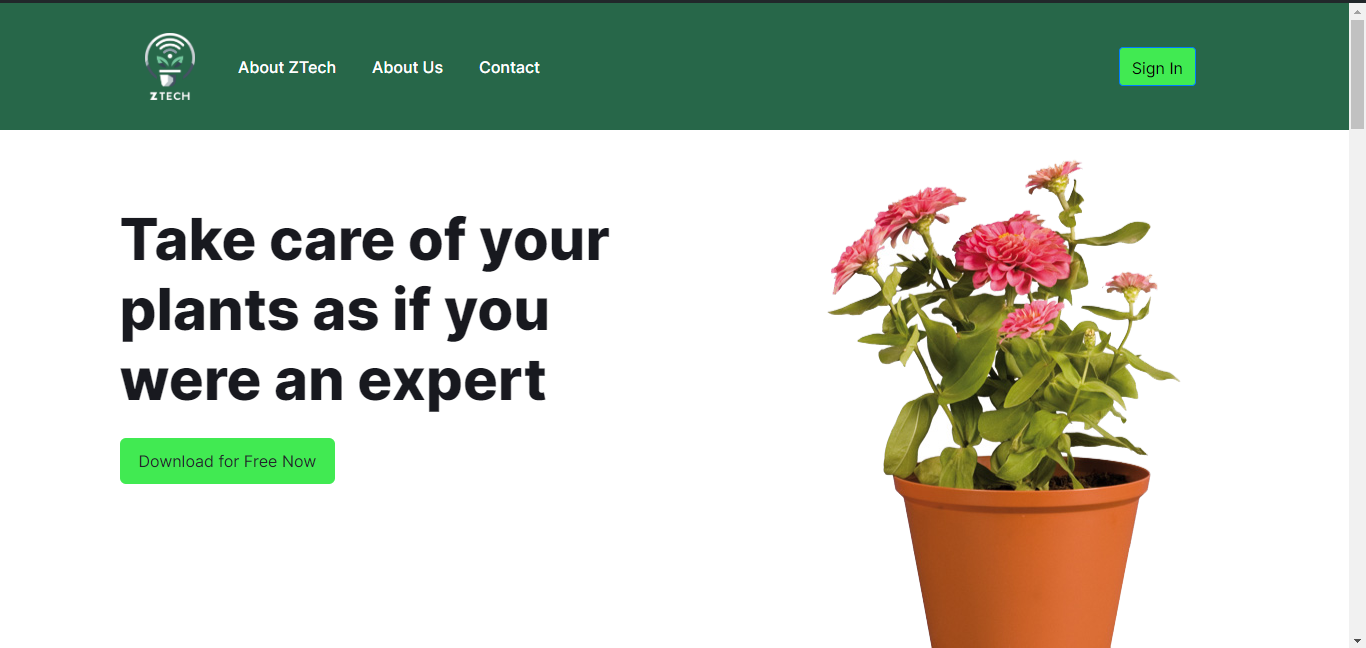 ZTECH
About ZTech
About Us
Contact
Sign In
Take care of your
plants as if you
were an expert
Download for Free Now